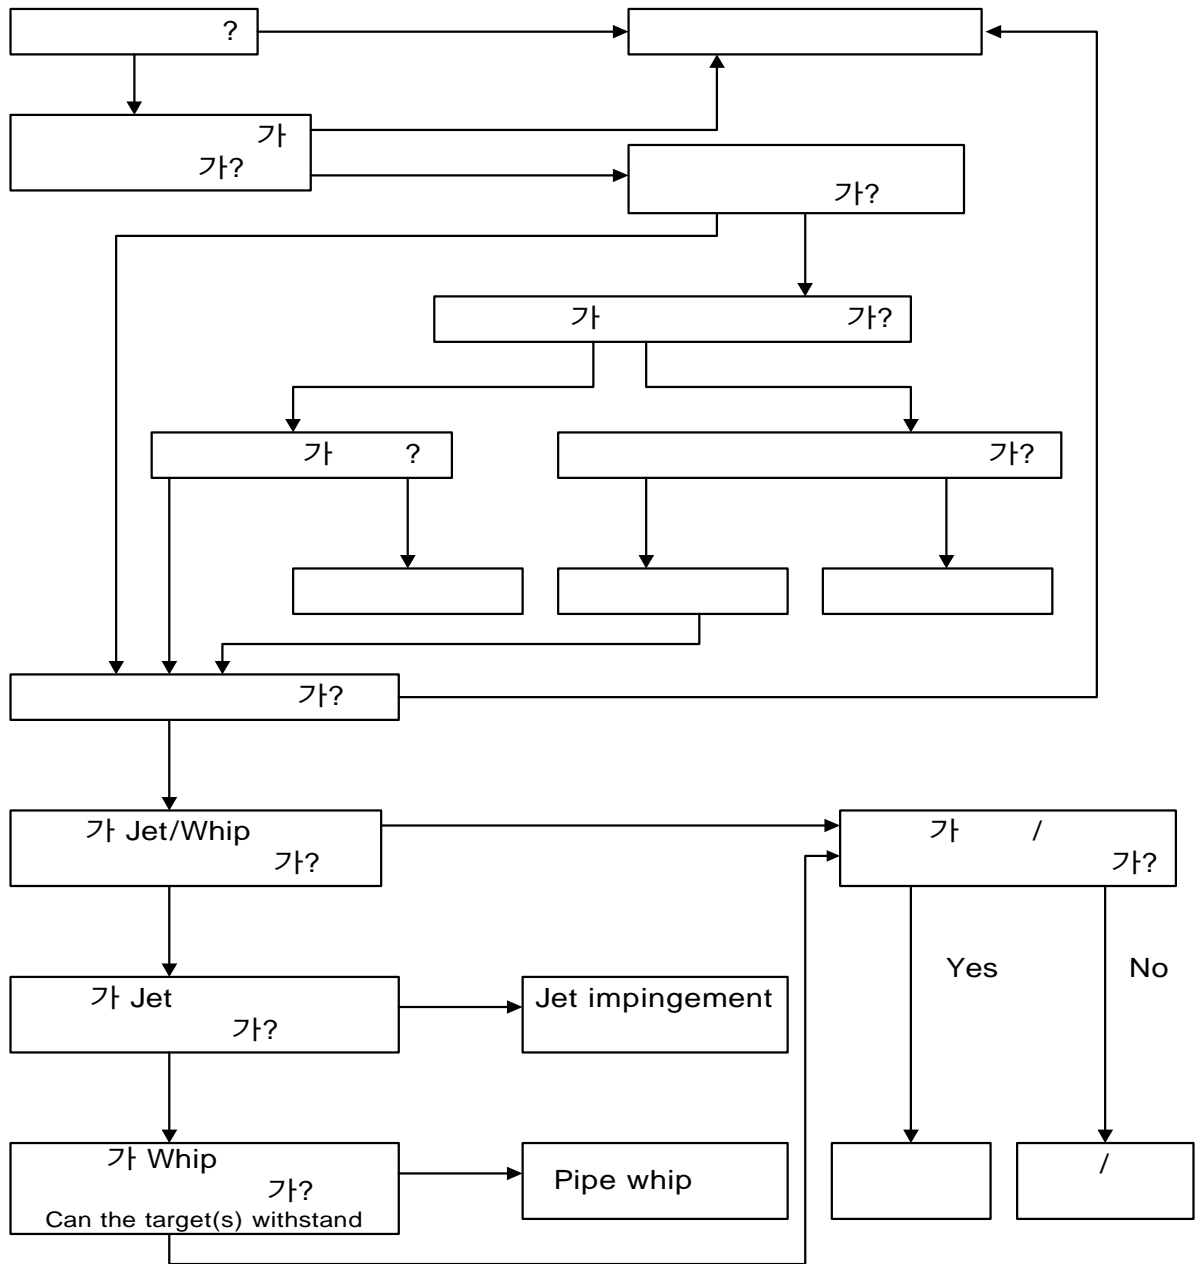 ?
가
가?
가?
가 가?
가 ?
가?
가?
가 Jet/Whip
가?
가 /
가?
Yes
No
가 Jet
가?
Jet impingement
가 Whip
가?
Can the target(s) withstand
Pipe whip
/